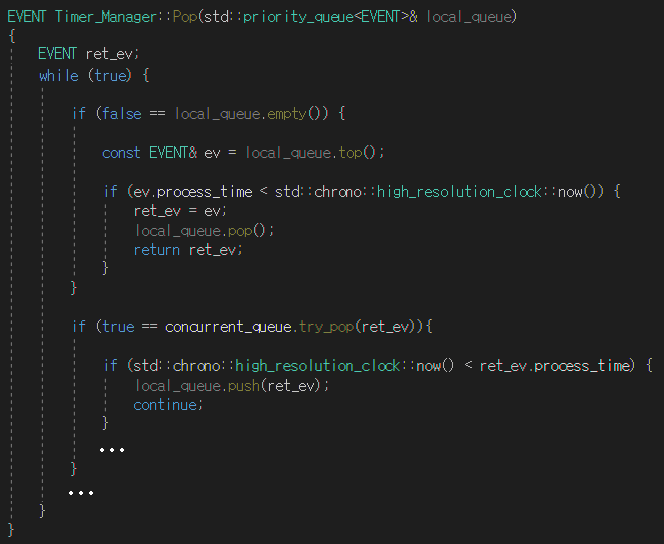 EVENT Timer_Manager::Pop(std::priority_queue<EVENT>& local_queue)
{
    EVENT ret_ev;
    while (true) {
        if (false == local_queue.empty()) {
            const EVENT& ev = local_queue.top();
            if (ev.process_time < std::chrono::high_resolution_clock::now()) {
                ret_ev = ev;
                local_queue.pop();
                return ret_ev;
            }
        }
        if (true == concurrent_queue.try_pop(ret_ev)){
            if (std::chrono::high_resolution_clock::now() < ret_ev.process_time) {
                local_queue.push(ret_ev);
                continue;
            }
            ...
        }
        ...
    }
}